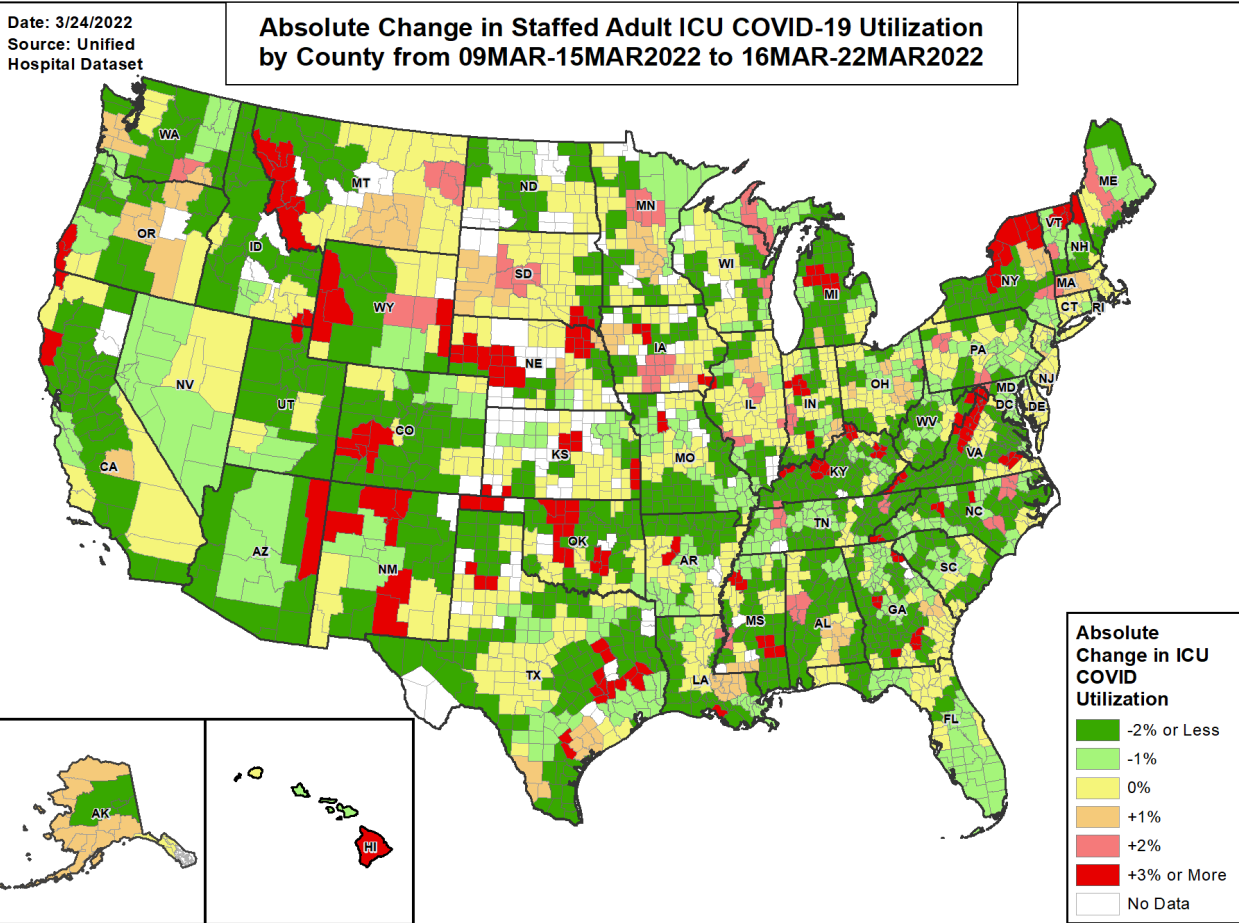 Date: 3/24/2022
Source: Unified
Hospital Dataset
Absolute Change in Staffed Adult ICU COVID-19 Utilization
by County from 09MAR-15MAR2022 to 16MAR-22MAR2022
WA
MT
ND
MN
ME
VT
NH
OR
ID
SD
WI
NY
MA
CT
RI
WY
MI
IA
PA
NE
NV
UT
OH
NJ
MD
DC
DE
IL
IN
WV
CO
CA
KS
MO
VA
KY
TN
NC
AZ
NM
OK
AR
SC
MS
AL
GA
TX
LA
FL
AK
HI
Absolute
Change in ICU
COVID
Utilization
-2% or Less
-1%
0%
+1%
+2%
+3% or More
No Data